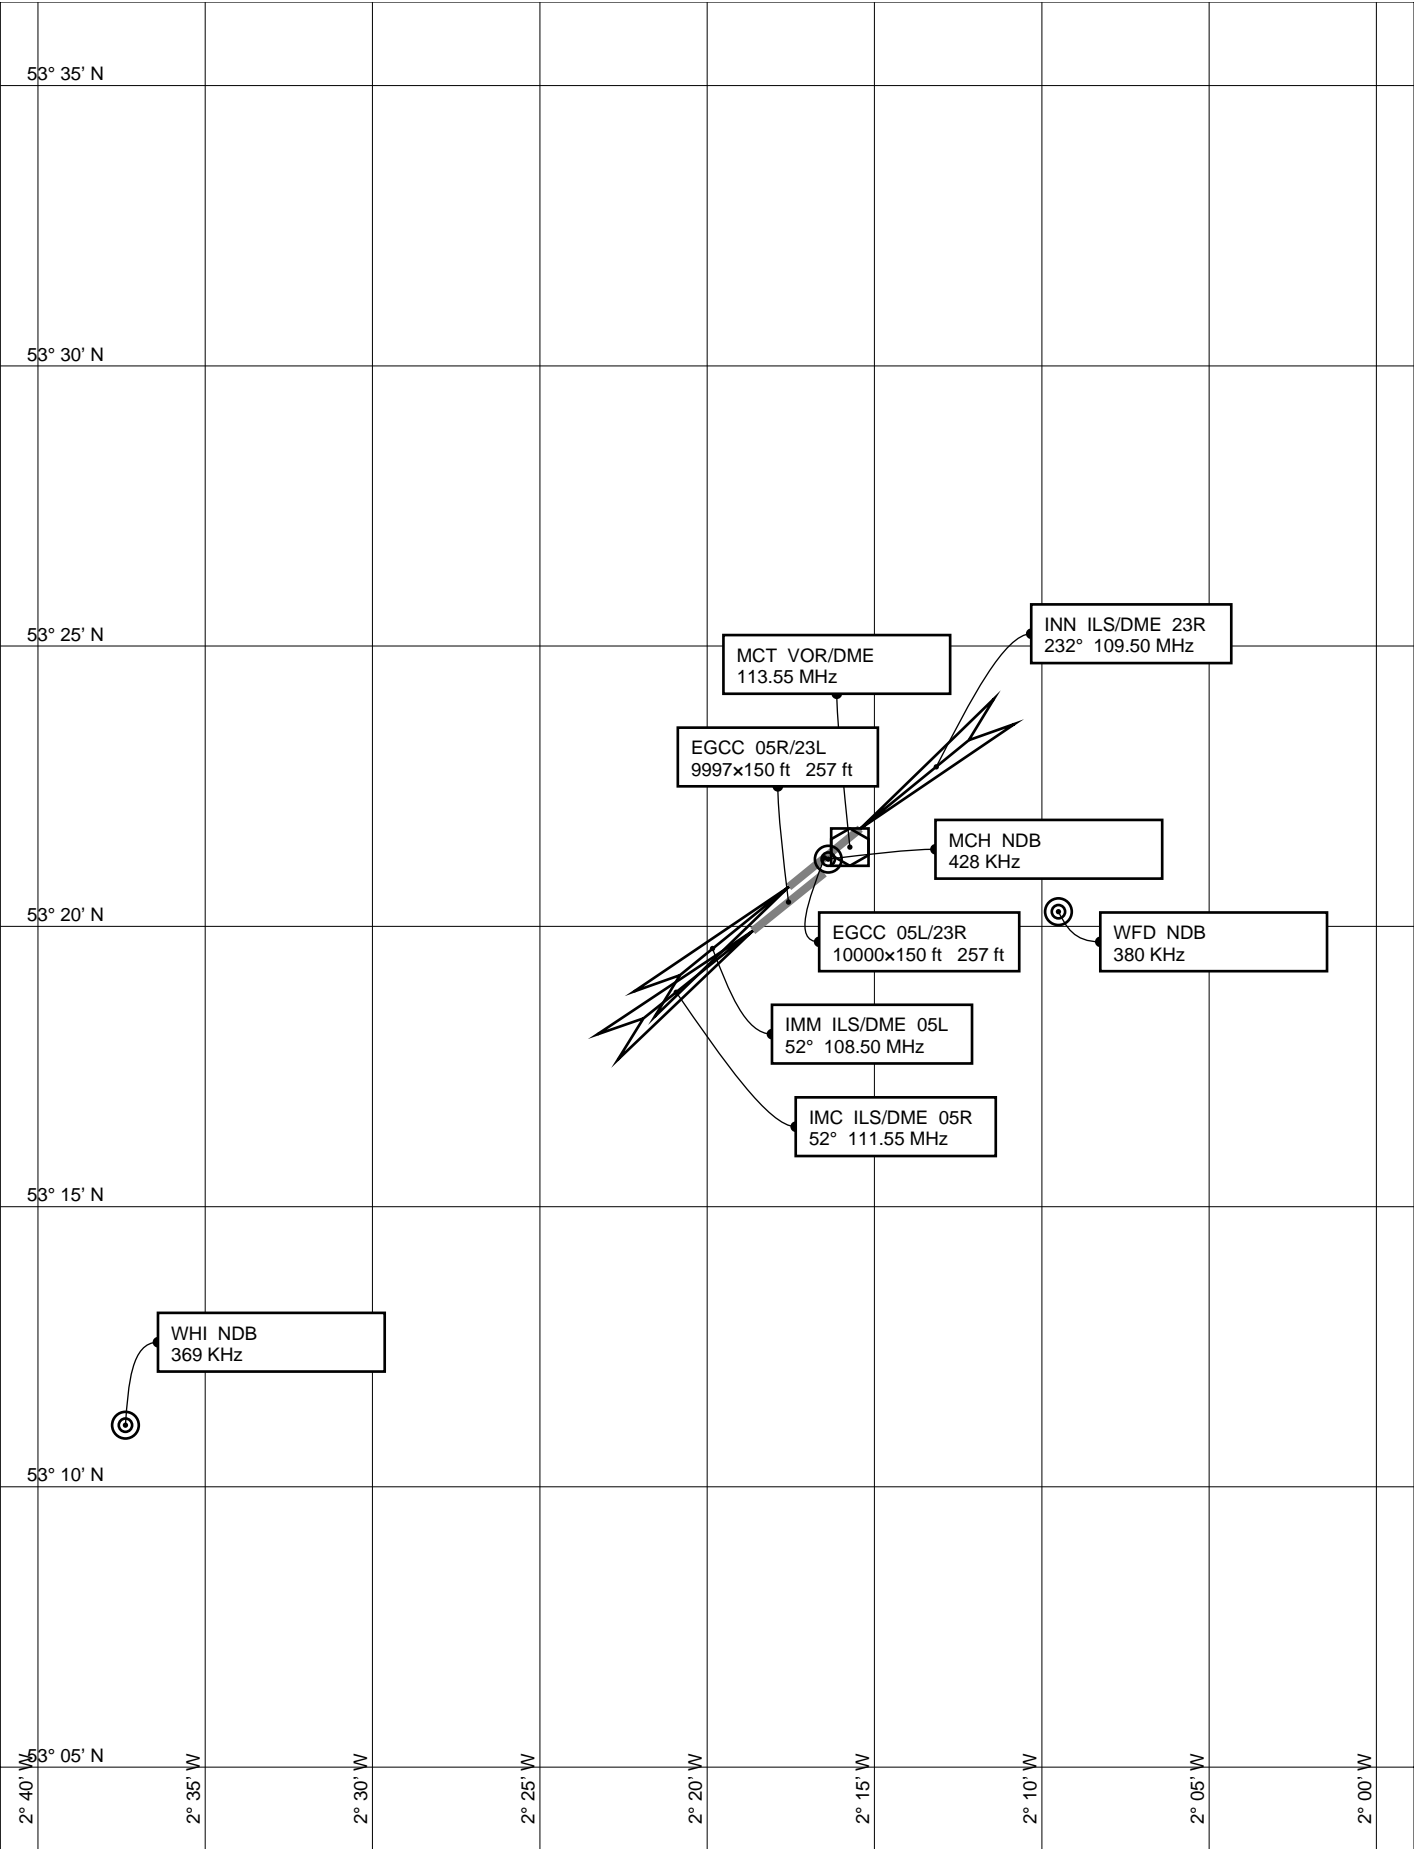 53° 35' N
53° 30' N
53° 25' N
INN ILS/DME 23R
232° 109.50 MHz
MCT VOR/DME
113.55 MHz
EGCC 05R/23L
9997×150 ft 257 ft
MCH NDB
428 KHz
53° 20' N
EGCC 05L/23R
10000×150 ft 257 ft
WFD NDB
380 KHz
IMM ILS/DME 05L
52° 108.50 MHz
IMC ILS/DME 05R
52° 111.55 MHz
53° 15' N
WHI NDB
369 KHz
53° 10' N
53° 05' N
2° 40' W
2° 35' W
2° 30' W
2° 25' W
2° 20' W
2° 15' W
2° 10' W
2° 05' W
2° 00' W